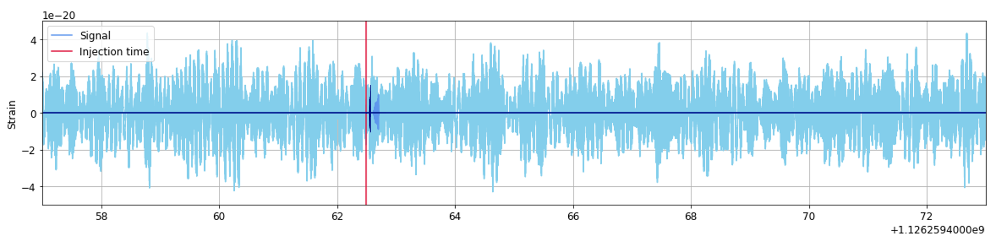 1e−20
Signal
Injection time
4
2
0
−2
−4
Strain
58 60 62 64 66 68 70 72
+1.1262594000e9